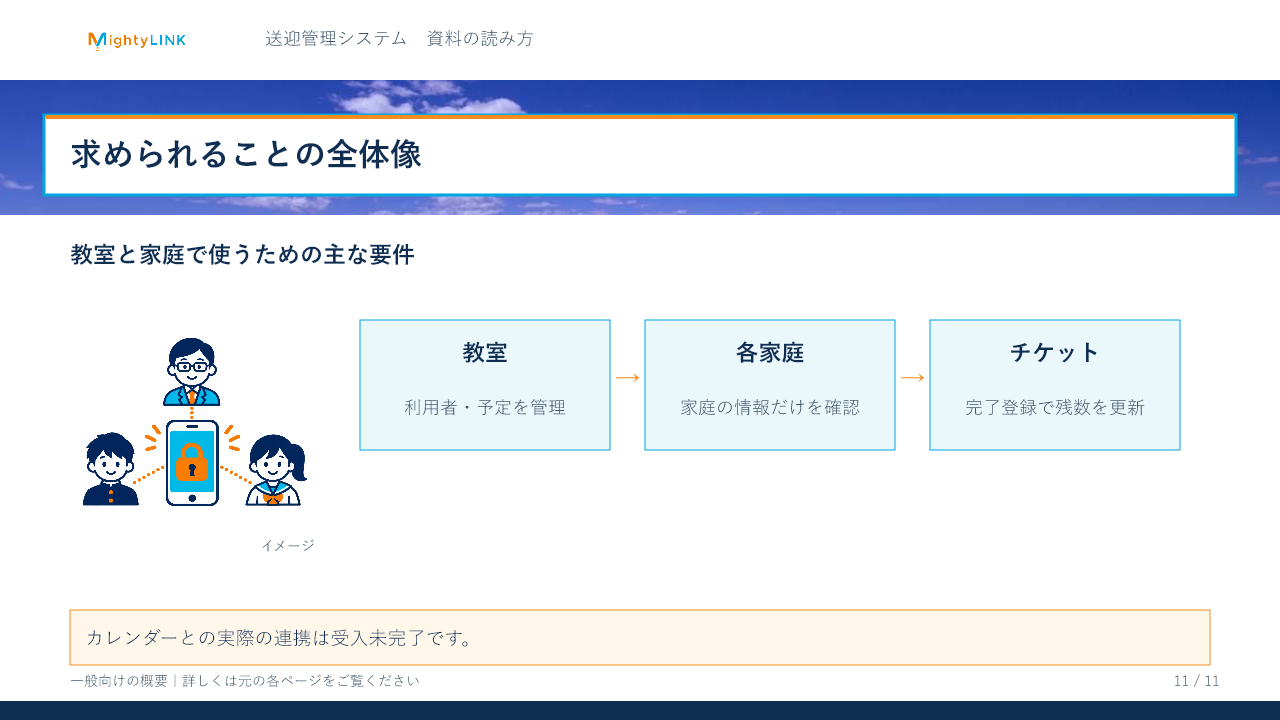 MightyLINK
送迎管理システム　資料の読み方
求められることの全体像
教室と家庭で使うための主な要件
教室
利用者・予定を管理
→
各家庭
家庭の情報だけを確認
→
チケット
完了登録で残数を更新
イメージ
カレンダーとの実際の連携は受入未完了です。
一般向けの概要｜詳しくは元の各ページをご覧ください
11 / 11